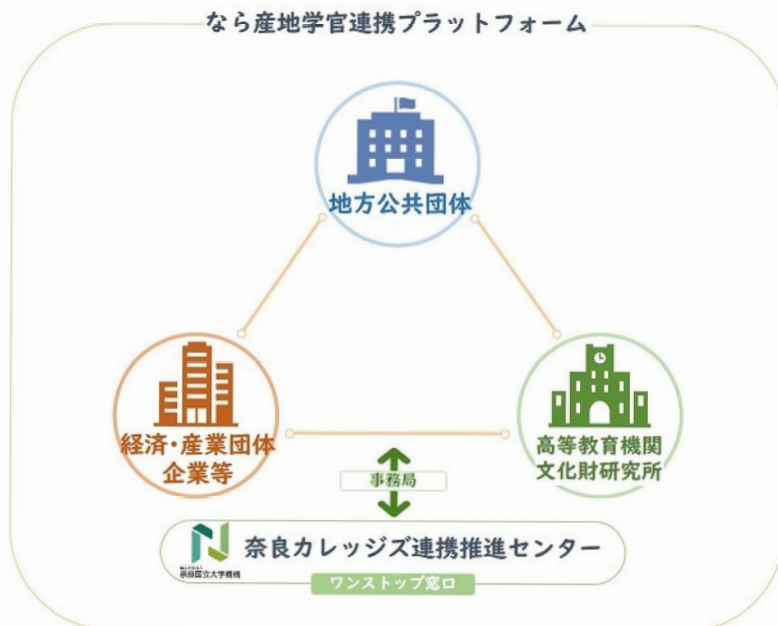 なら産地学官連携プラットフォーム
地方公共団体
経済・産業団体
企業等
高等教育機関
文化財研究所
事務局
奈良カレッジズ連携推進センター
奈良国立大学機構
ワンストップ窓口